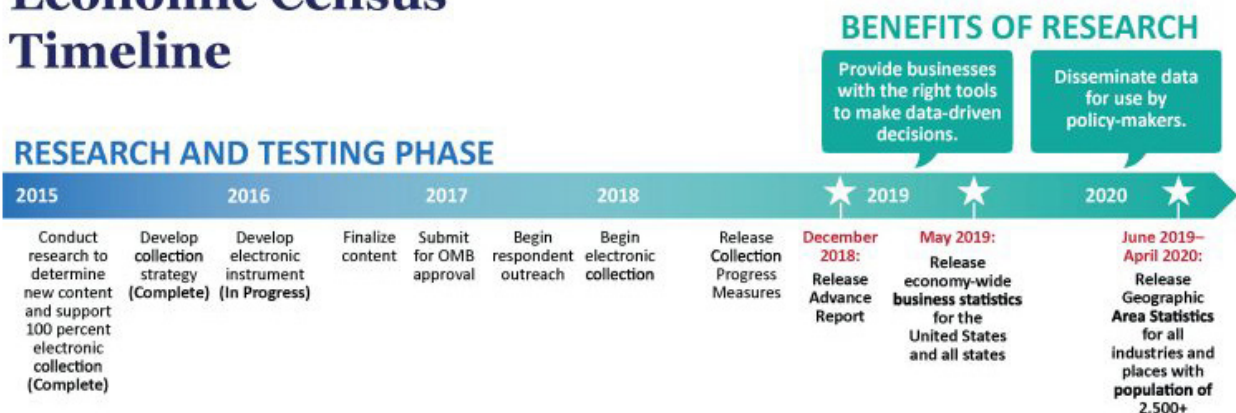 Economic Census
Timeline
BENEFITS OF RESEARCH
Provide businesses
with the right tools
to make data-driven
decisions.
Disseminate data
for use by
policy-makers.
RESEARCH AND TESTING PHASE
2015
2016
2017
2018
2019
2020
Conduct
research to
determine
new content
and support
100 percent
electronic
collection
(Complete)
Develop
collection
strategy
(Complete)
Develop
electronic
instrument
(In Progress)
Finalize
content
Submit
for OMB
approval
Begin
respondent
outreach
Begin
electronic
collection
Release
Collection
Progress
Measures
December
2018:
Release
Advance
Report
May 2019:
Release
economy-wide
business statistics
for the
United States
and all states
June 2019–
April 2020:
Release
Geographic
Area Statistics
for all
industries and
places with
population of
2,500+